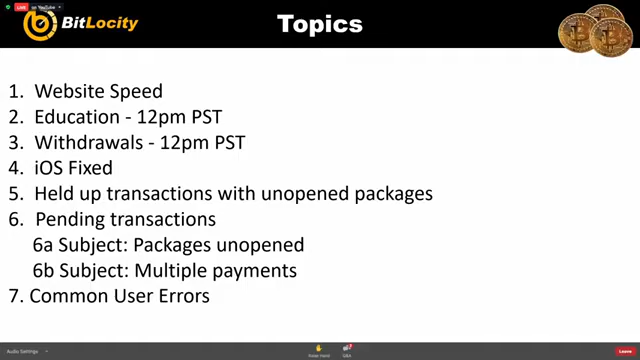 LIVE on YouTube
BitLocity
Topics
1. Website Speed
2. Education - 12pm PST
3. Withdrawals - 12pm PST
4. iOS Fixed
5. Held up transactions with unopened packages
6. Pending transactions
6a Subject: Packages unopened
6b Subject: Multiple payments
7. Common User Errors
Audio Settings
Raise Hand
Q&A
Leave